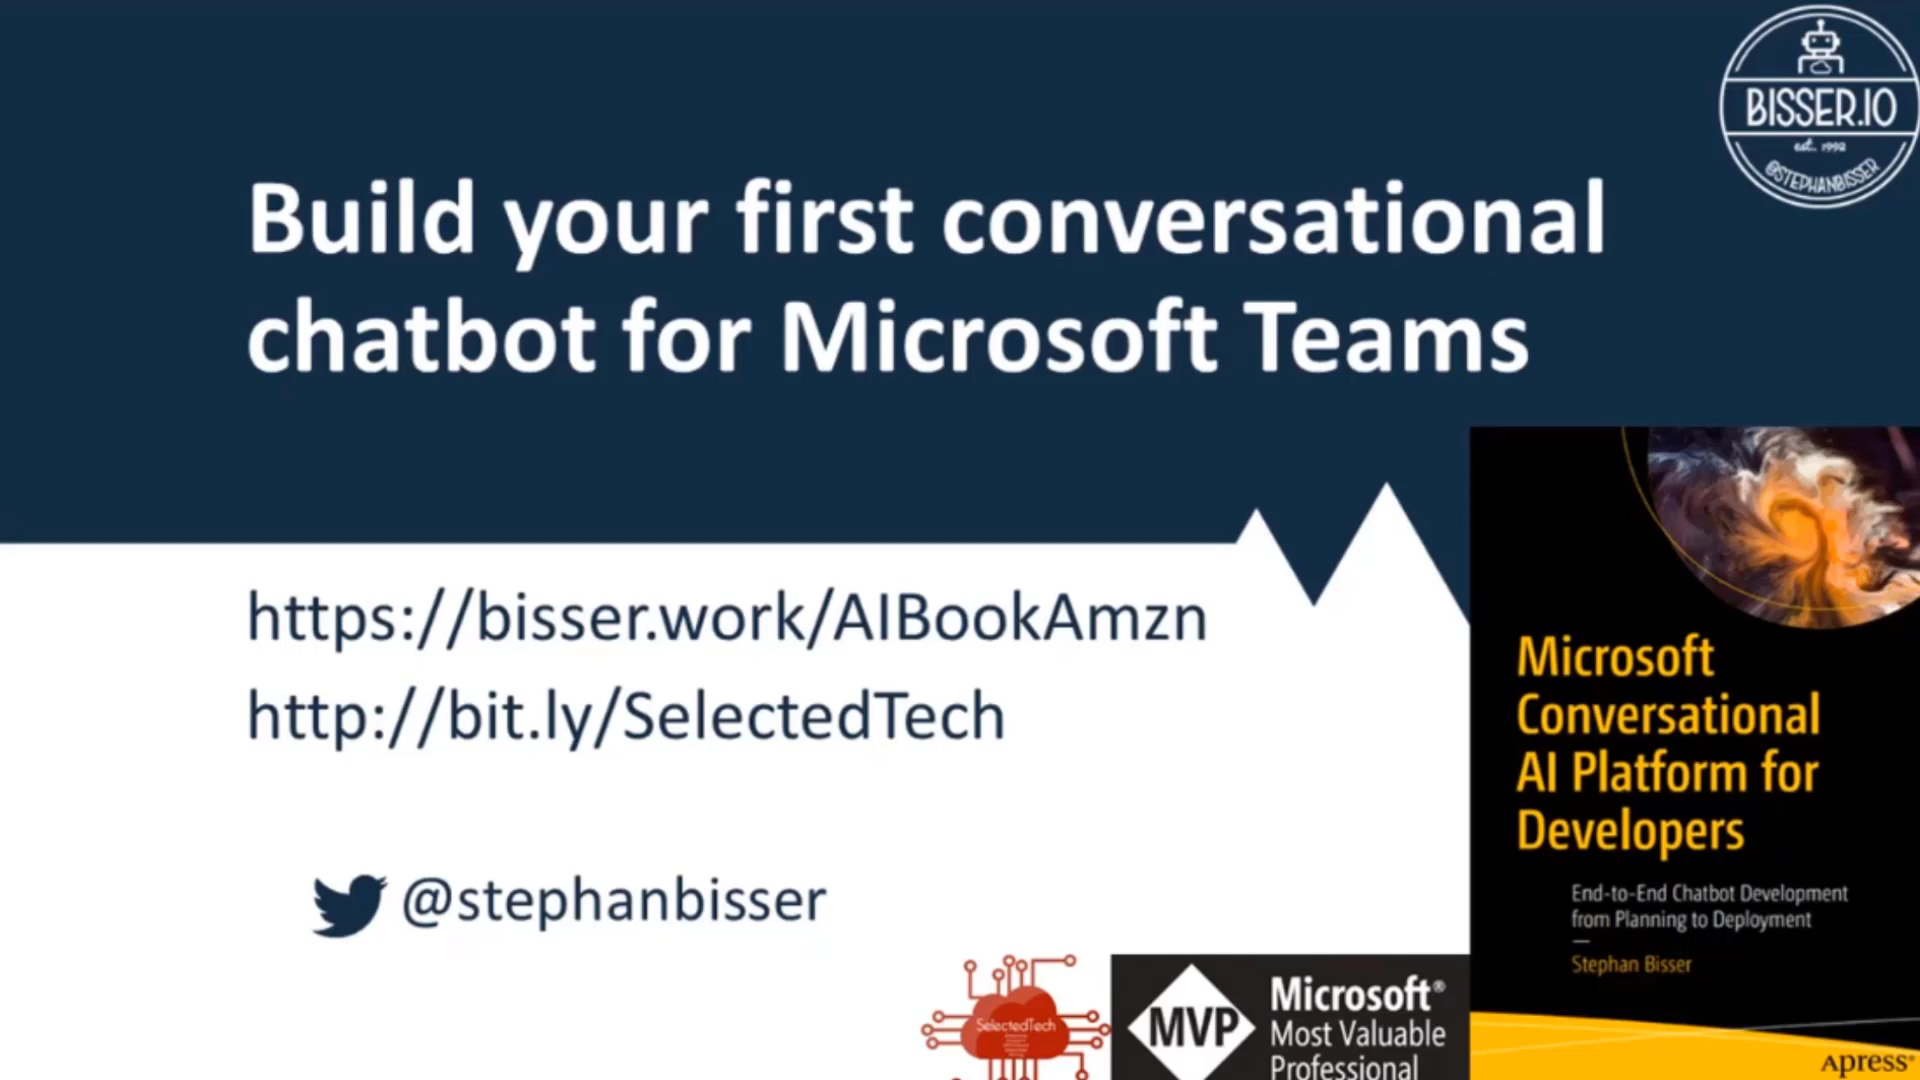 BISSER.IO
est. 1992
@STEPHANBISSER
Build your first conversational
chatbot for Microsoft Teams
https://bisser.work/AIBookAmzn
http://bit.ly/SelectedTech
@stephanbisser
SelectedTech
MVP
Microsoft®
Most Valuable
Professional
Microsoft
Conversational
AI Platform for
Developers
End-to-End Chatbot Development
from Planning to Deployment
—
Stephan Bisser
Apress®